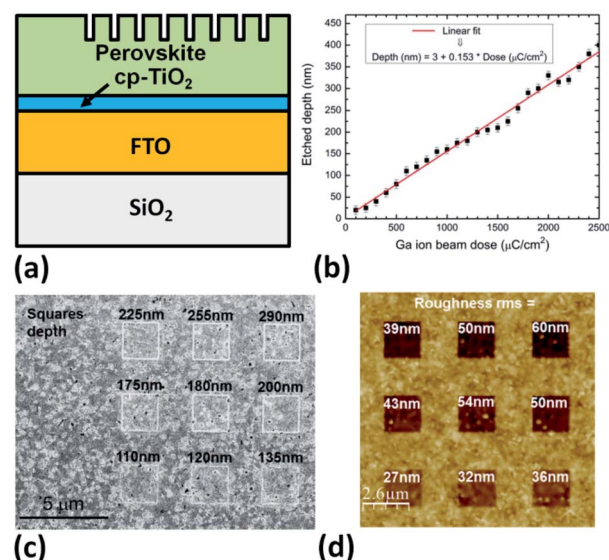 Perovskite
cp-TiO₂
FTO
SiO₂
(a)
Etched depth (nm)
450
400
350
300
250
200
150
100
50
0
Linear fit
⇩
Depth (nm) = 3 + 0.153 * Dose (μC/cm²)
0 500 1000 1500 2000 2500
Ga ion beam dose (μC/cm²)
(b)
Squares
depth
225nm 255nm 290nm
175nm 180nm 200nm
110nm 120nm 135nm
5 μm
(c)
Roughness rms =
39nm 50nm 60nm
43nm 54nm 50nm
27nm 32nm 36nm
2.6μm
(d)